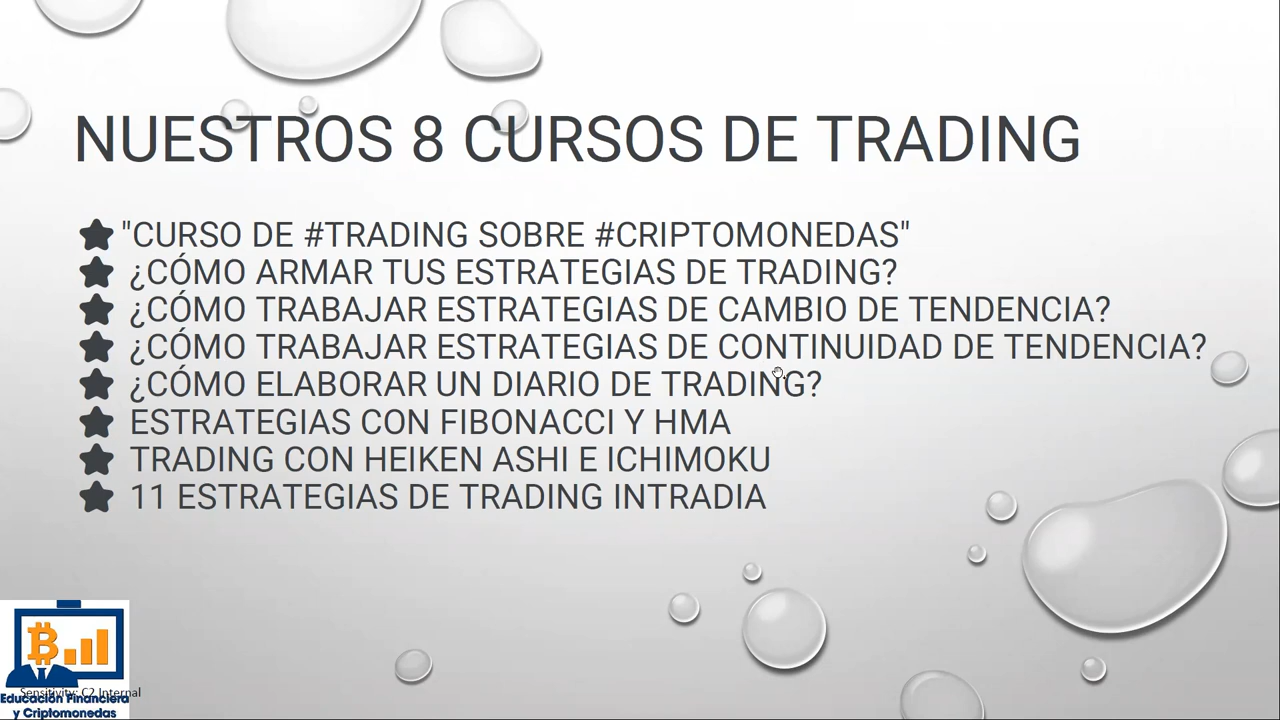 NUESTROS 8 CURSOS DE TRADING
"CURSO DE #TRADING SOBRE #CRIPTOMONEDAS"
¿CÓMO ARMAR TUS ESTRATEGIAS DE TRADING?
¿CÓMO TRABAJAR ESTRATEGIAS DE CAMBIO DE TENDENCIA?
¿CÓMO TRABAJAR ESTRATEGIAS DE CONTINUIDAD DE TENDENCIA?
¿CÓMO ELABORAR UN DIARIO DE TRADING?
ESTRATEGIAS CON FIBONACCI Y HMA
TRADING CON HEIKEN ASHI E ICHIMOKU
11 ESTRATEGIAS DE TRADING INTRADIA
Sensitivity: C2 Internal
Educación Financiera
y Criptomonedas